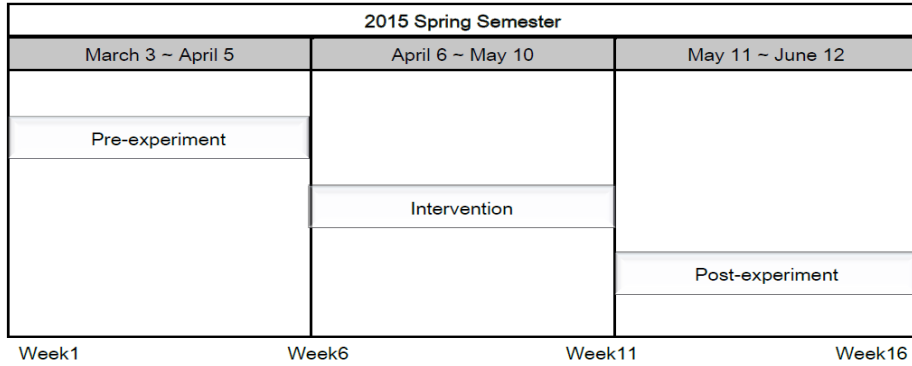 2015 Spring Semester
March 3 ~ April 5 April 6 ~ May 10 May 11 ~ June 12
Pre-experiment
Intervention
Post-experiment
Week1 Week6 Week11 Week16